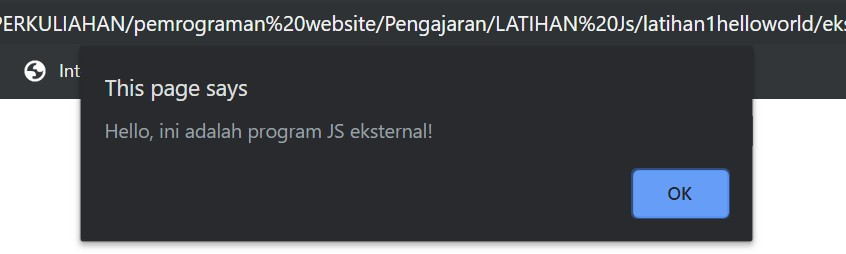 PERKULIAHAN/pemrograman%20website/Pengajaran/LATIHAN%20Js/latihan1helloworld/eks
Int
This page says
Hello, ini adalah program JS eksternal!
OK